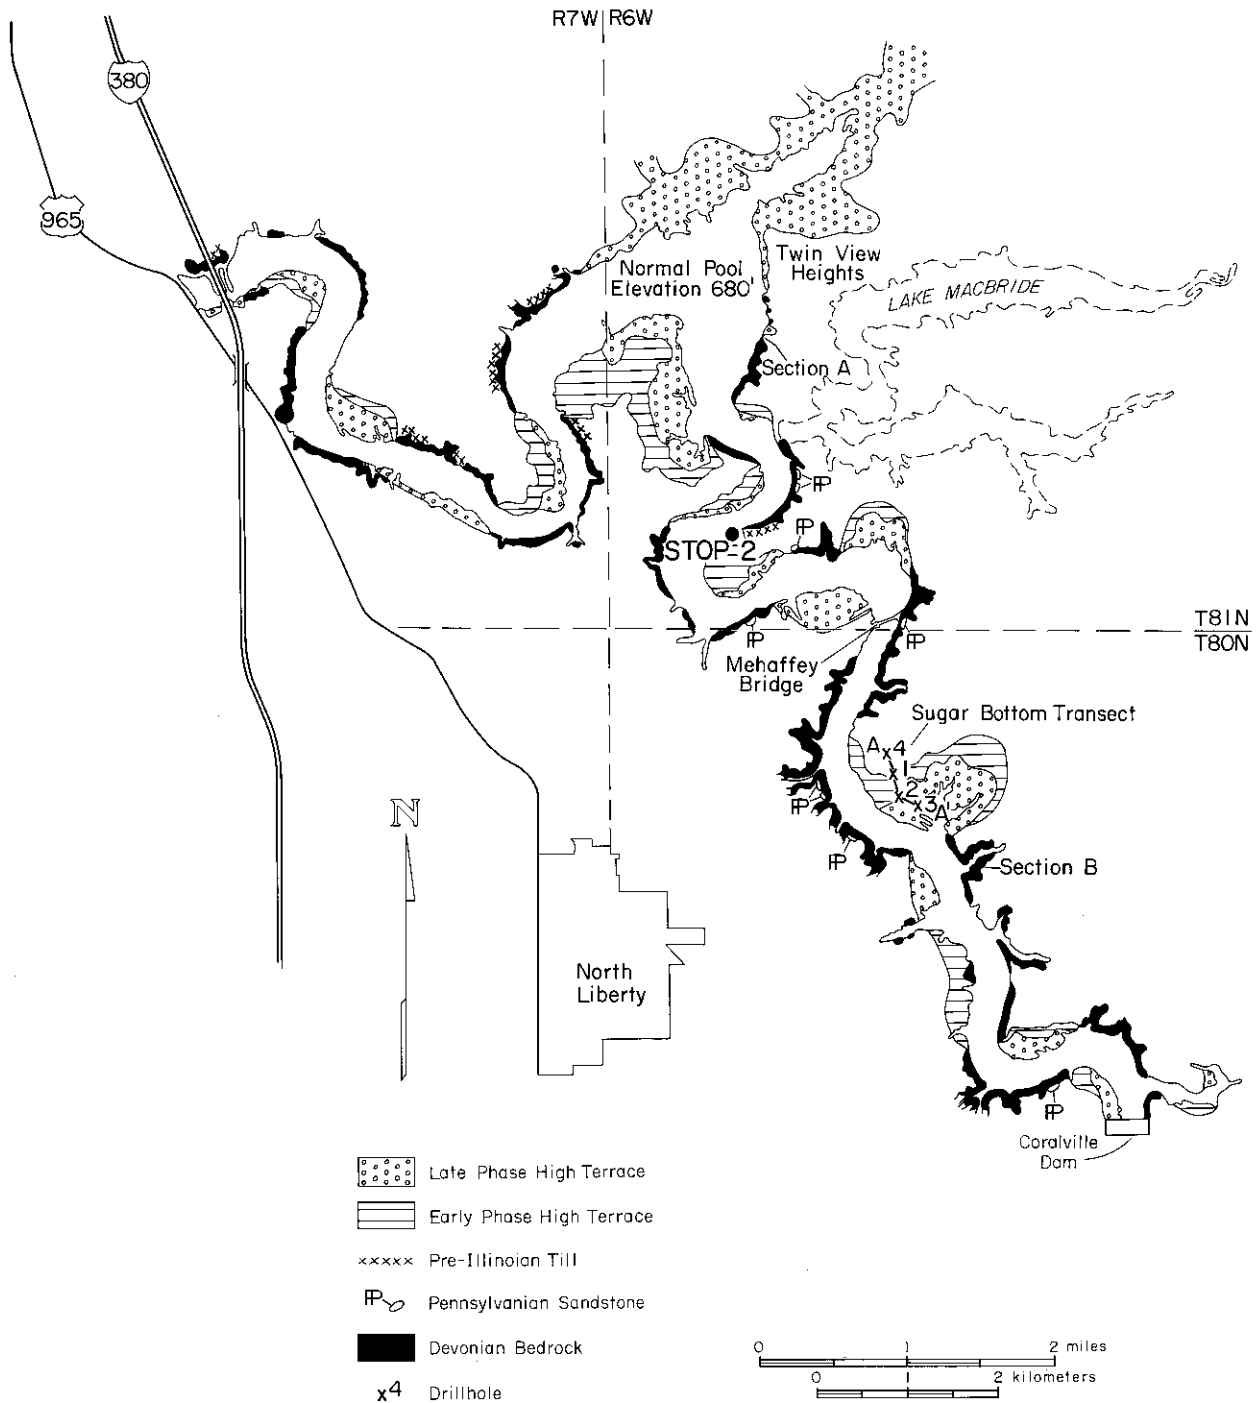 R7W R6W
380
965
Normal Pool
Elevation 680'
Twin View
Heights
LAKE MACBRIDE
Section A
P
P
STOP-2
T81N
T80N
P
P
Mehaffey
Bridge
Sugar Bottom Transect
A 4
1
2
3
A'
P
P
Section B
N
North
Liberty
P
Coralville
Dam
Late Phase High Terrace
Early Phase High Terrace
xxxxx Pre-Illinoian Till
P Pennsylvanian Sandstone
Devonian Bedrock
x4 Drillhole
0 1 2 miles
0 1 2 kilometers